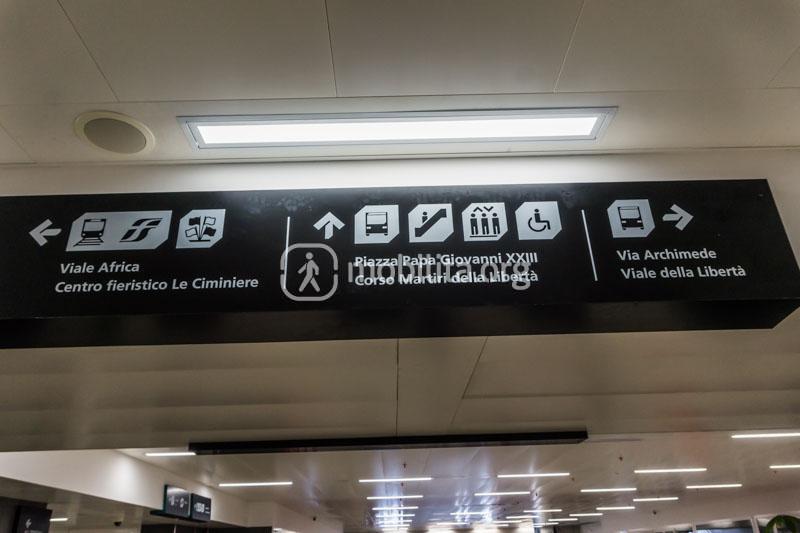 Viale Africa
Centro fieristico Le Ciminiere
Piazza Papa Giovanni XXIII
Corso Martiri della Libertà
mobilita.org
Via Archimede
Viale della Libertà